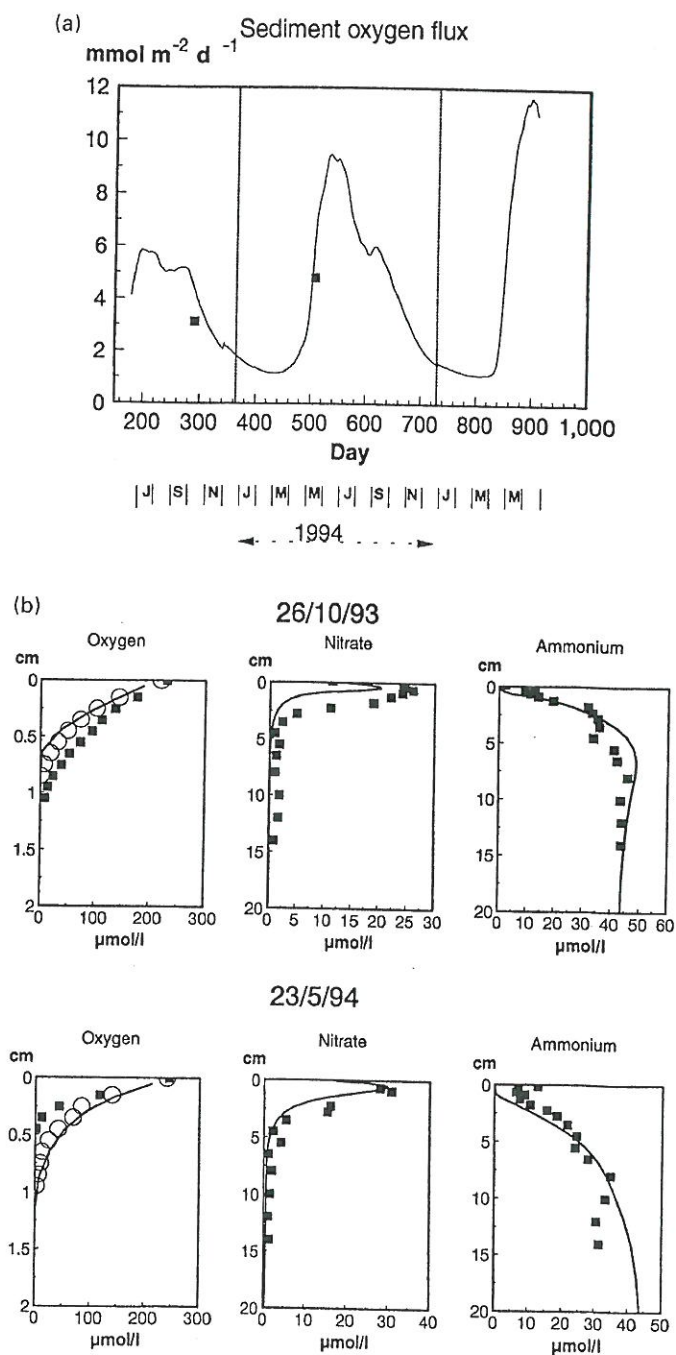 (a)
Sediment oxygen flux
mmol m⁻² d ⁻¹
12
10
8
6
4
2
0
200 300 400 500 600 700 800 900 1,000
Day
|J| |S| |N| |J| |M| |M| |J| |S| |N| |J| |M| |M| |
1994
(b)
26/10/93
Oxygen Nitrate Ammonium
cm cm cm
0 0 0
0.5 5 5
1 10 10
1.5 15 15
2 20 20
0 100 200 300 0 5 10 15 20 25 30 0 10 20 30 40 50 60
µmol/l µmol/l µmol/l
23/5/94
Oxygen Nitrate Ammonium
cm cm cm
0 0 0
0.5 5 5
1 10 10
1.5 15 15
2 20 20
0 100 200 300 0 10 20 30 40 0 10 20 30 40 50
µmol/l µmol/l µmol/l